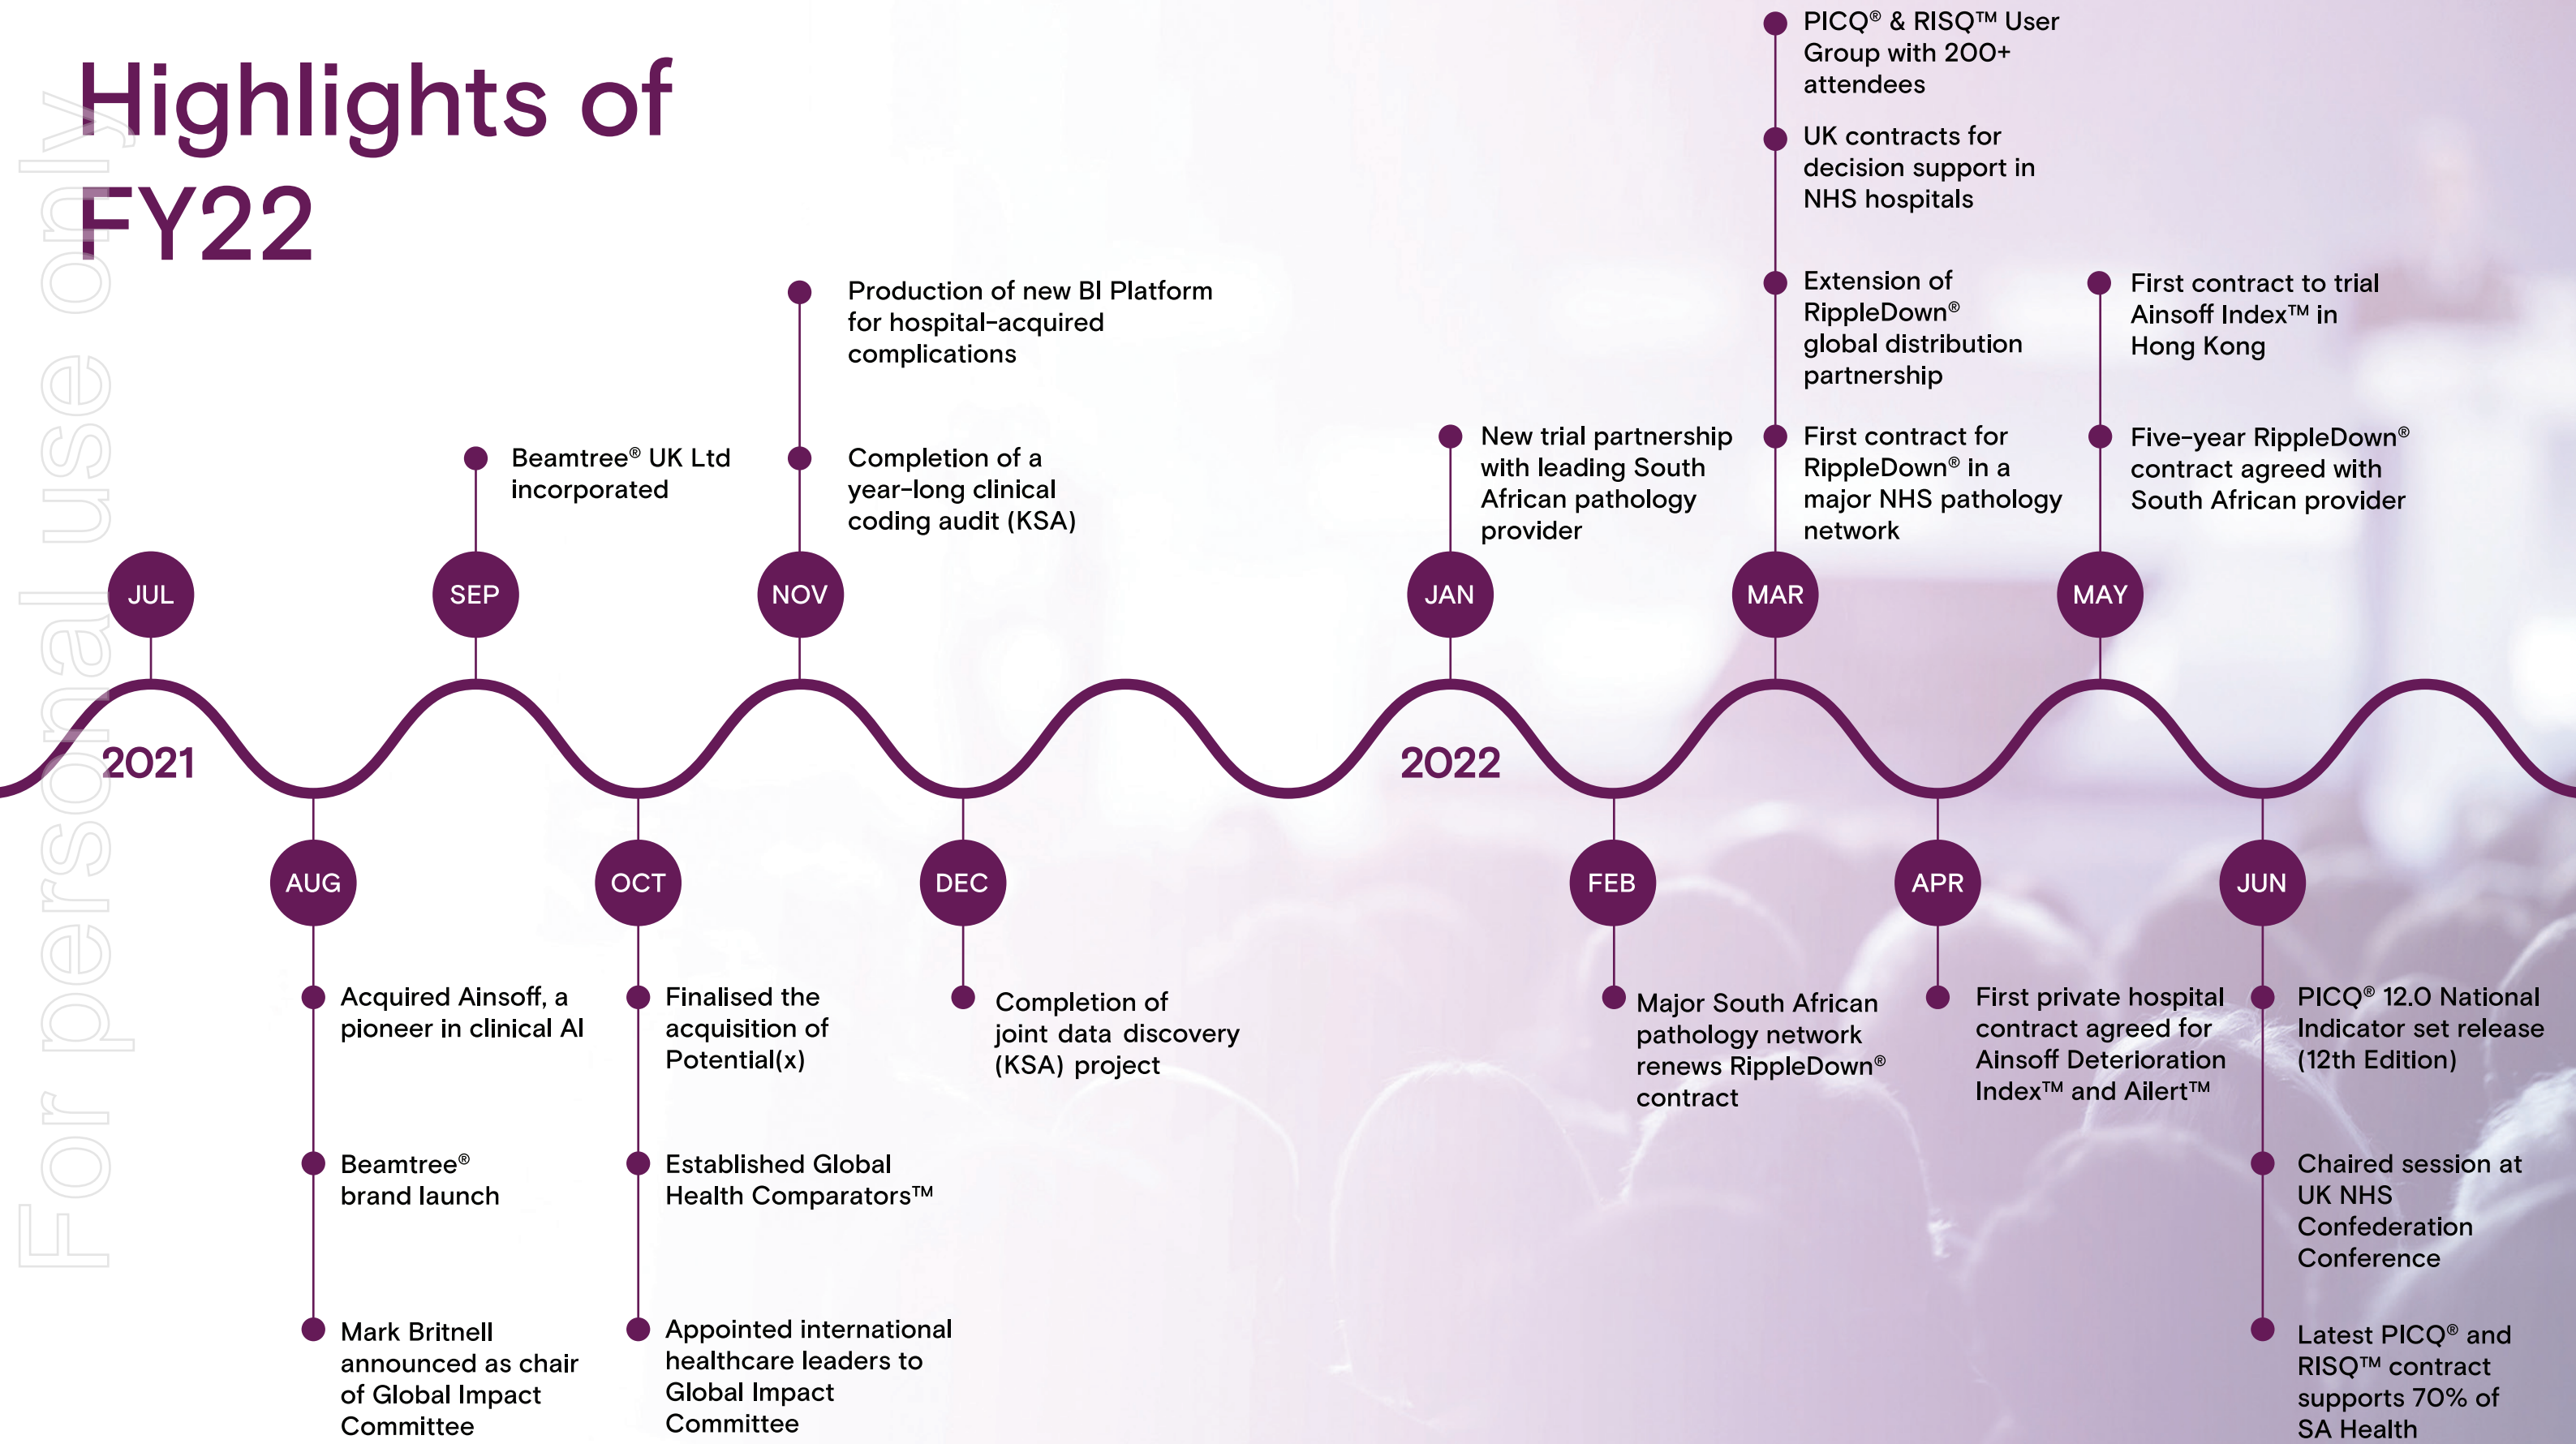 Highlights of
FY22
For personal use only
JUL
2021
AUG
Acquired Ainsoff, a
pioneer in clinical AI
Beamtree®
brand launch
Mark Britnell
announced as chair
of Global Impact
Committee
SEP
Beamtree® UK Ltd
incorporated
OCT
Finalised the
acquisition of
Potential(x)
Established Global
Health Comparators™
Appointed international
healthcare leaders to
Global Impact
Committee
NOV
Production of new BI Platform
for hospital-acquired
complications
Completion of a
year-long clinical
coding audit (KSA)
DEC
Completion of
joint data discovery
(KSA) project
JAN
2022
New trial partnership
with leading South
African pathology
provider
FEB
Major South African
pathology network
renews RippleDown®
contract
MAR
PICQ® & RISQ™ User
Group with 200+
attendees
UK contracts for
decision support in
NHS hospitals
Extension of
RippleDown®
global distribution
partnership
First contract for
RippleDown® in a
major NHS pathology
network
APR
First private hospital
contract agreed for
Ainsoff Deterioration
Index™ and Ailert™
MAY
First contract to trial
Ainsoff Index™ in
Hong Kong
Five-year RippleDown®
contract agreed with
South African provider
JUN
PICQ® 12.0 National
Indicator set release
(12th Edition)
Chaired session at
UK NHS
Confederation
Conference
Latest PICQ® and
RISQ™ contract
supports 70% of
SA Health